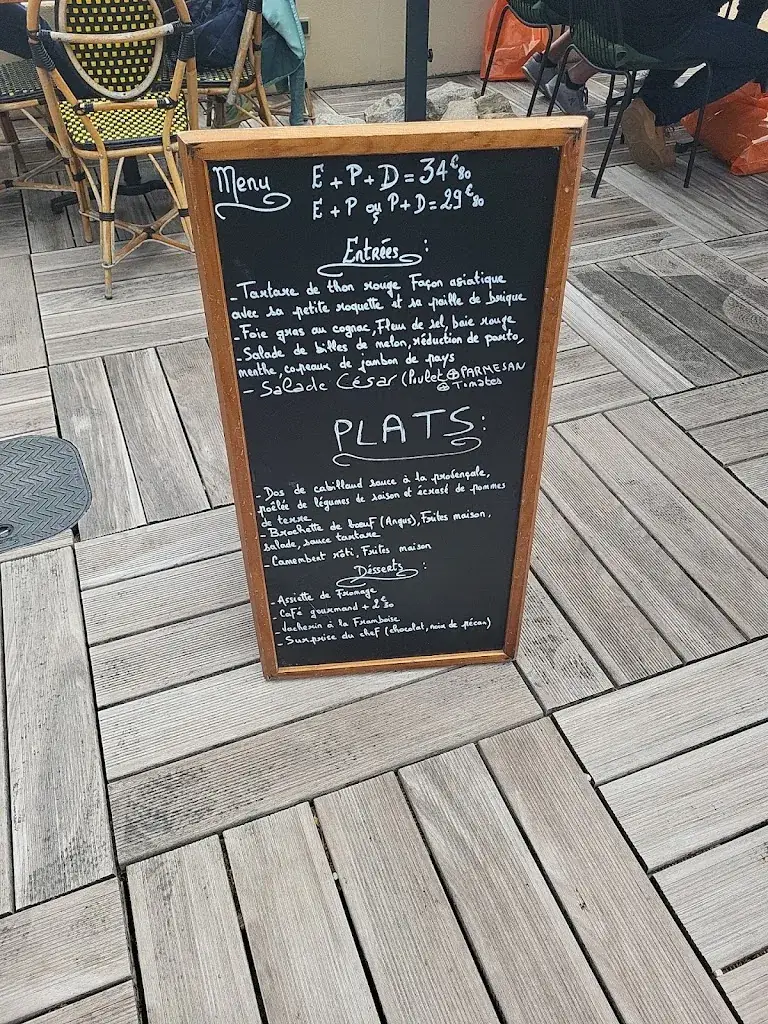 Menu E + P + D = 34€80
E + P ou P + D = 29€80
Entrées :
- Tartare de thon rouge Façon asiatique
avec sa petite roquette et sa paille de brique
- Foie gras au cognac, Fleur de sel, baie rouge
- Salade de billes de melon, réduction de porto,
menthe, copeaux de jambon de pays
- Salade César (Poulet ⊕ PARMESAN
⊕ Tomates
PLATS :
- Dos de cabillaud sauce à la provençale,
poêlée de légumes de saison et écrasé de pommes
de terre
- Brochette de bœuf (Angus), Frites maison,
salade, sauce tartare
- Camembert rôti, Frites maison
Desserts :
- Assiette de Fromage
- Café gourmand + 2€80
- Vacherin à la Framboise
- Surprise du chef (chocolat, noix de pécan)